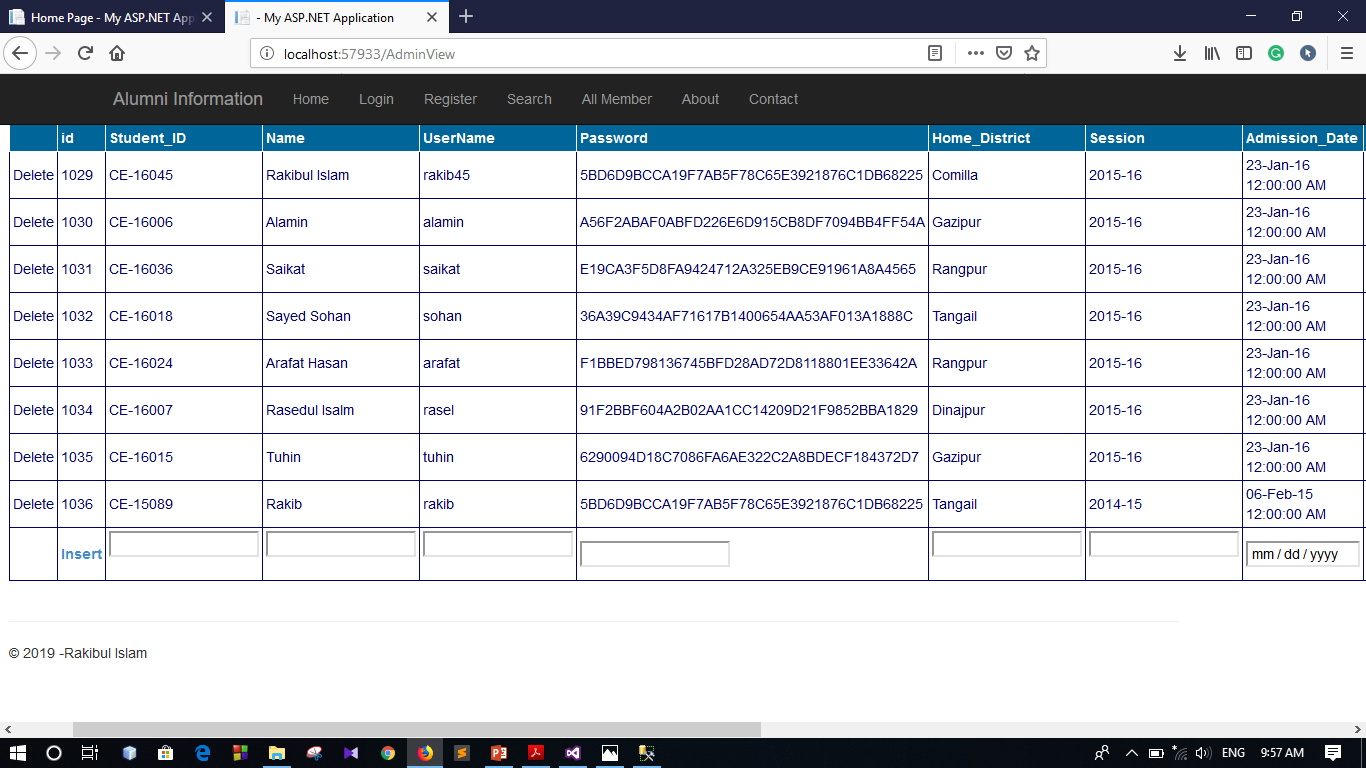 Home Page - My ASP.NET App
- My ASP.NET Application
localhost:57933/AdminView
Alumni Information Home Login Register Search All Member About Contact
id Student_ID Name UserName Password Home_District Session Admission_Date
Delete 1029 CE-16045 Rakibul Islam rakib45 5BD6D9BCCA19F7AB5F78C65E3921876C1DB68225 Comilla 2015-16 23-Jan-16
12:00:00 AM
Delete 1030 CE-16006 Alamin alamin A56F2ABAF0ABFD226E6D915CB8DF7094BB4FF54A Gazipur 2015-16 23-Jan-16
12:00:00 AM
Delete 1031 CE-16036 Saikat saikat E19CA3F5D8FA9424712A325EB9CE91961A8A4565 Rangpur 2015-16 23-Jan-16
12:00:00 AM
Delete 1032 CE-16018 Sayed Sohan sohan 36A39C9434AF71617B1400654AA53AF013A1888C Tangail 2015-16 23-Jan-16
12:00:00 AM
Delete 1033 CE-16024 Arafat Hasan arafat F1BBED798136745BFD28AD72D8118801EE33642A Rangpur 2015-16 23-Jan-16
12:00:00 AM
Delete 1034 CE-16007 Rasedul Isalm rasel 91F2BBF604A2B02AA1CC14209D21F9852BBA1829 Dinajpur 2015-16 23-Jan-16
12:00:00 AM
Delete 1035 CE-16015 Tuhin tuhin 6290094D18C7086FA6AE322C2A8BDECF184372D7 Gazipur 2015-16 23-Jan-16
12:00:00 AM
Delete 1036 CE-15089 Rakib rakib 5BD6D9BCCA19F7AB5F78C65E3921876C1DB68225 Tangail 2014-15 06-Feb-15
12:00:00 AM
Insert mm / dd / yyyy
© 2019 -Rakibul Islam
ENG 9:57 AM